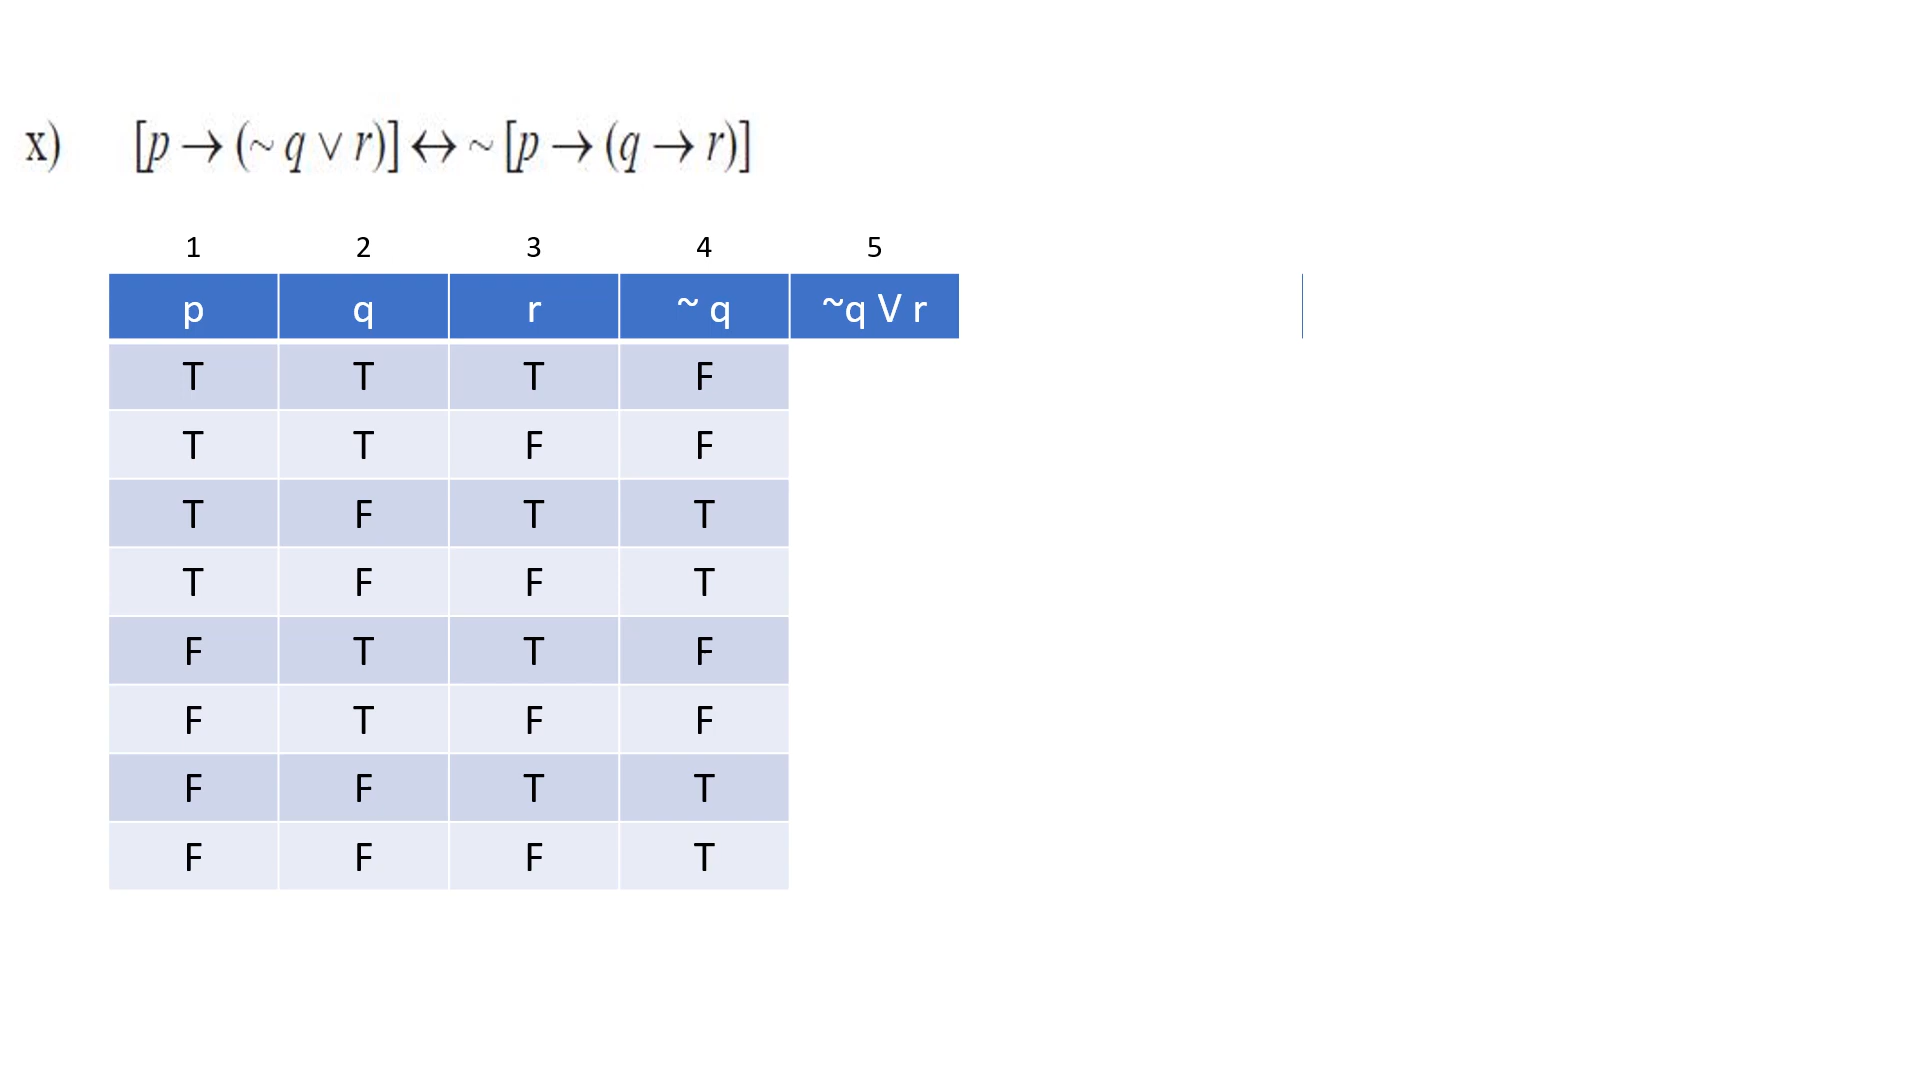 x) [p → (~ q ∨ r)] ↔ ~ [p → (q → r)]
1 2 3 4 5
p q r ~ q ~q V r
T T T F
T T F F
T F T T
T F F T
F T T F
F T F F
F F T T
F F F T